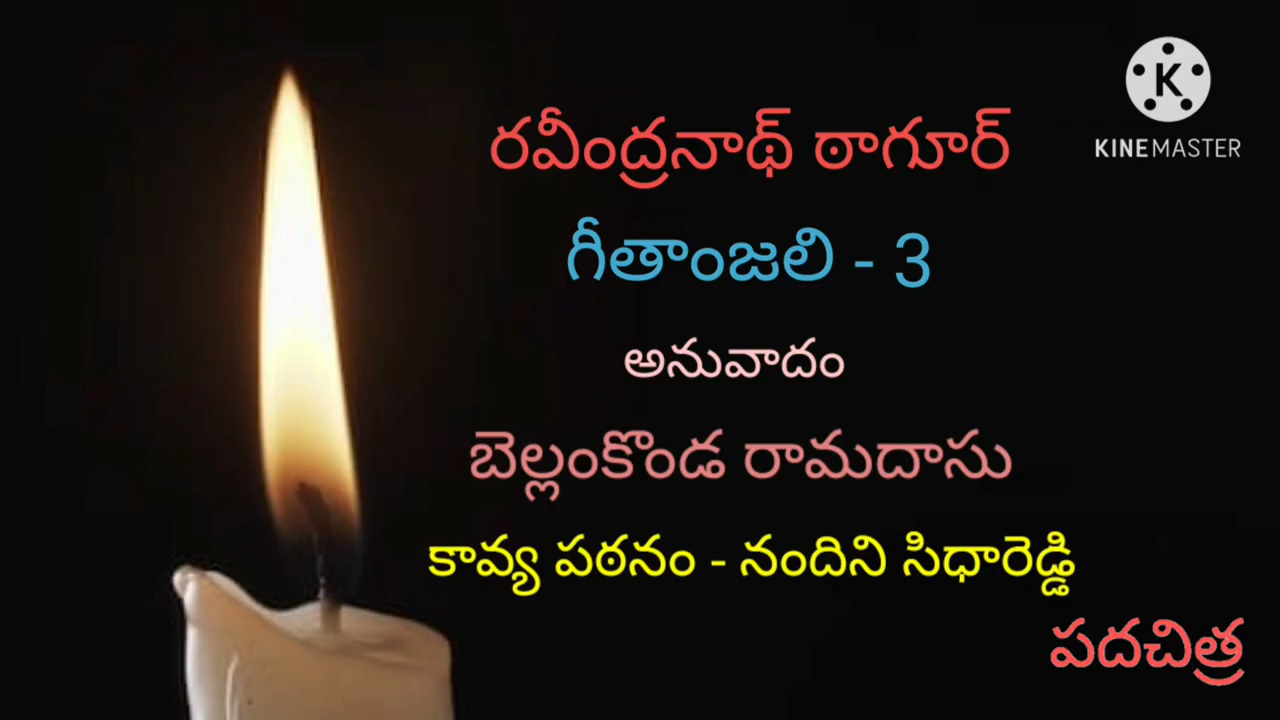 రవీంద్రనాథ్ ఠాగూర్
K
KINEMASTER
గీతాంజలి - 3
అనువాదం
బెల్లంకొండ రామదాసు
కావ్య పఠనం - నందిని సిధారెడ్డి
పదచిత్ర